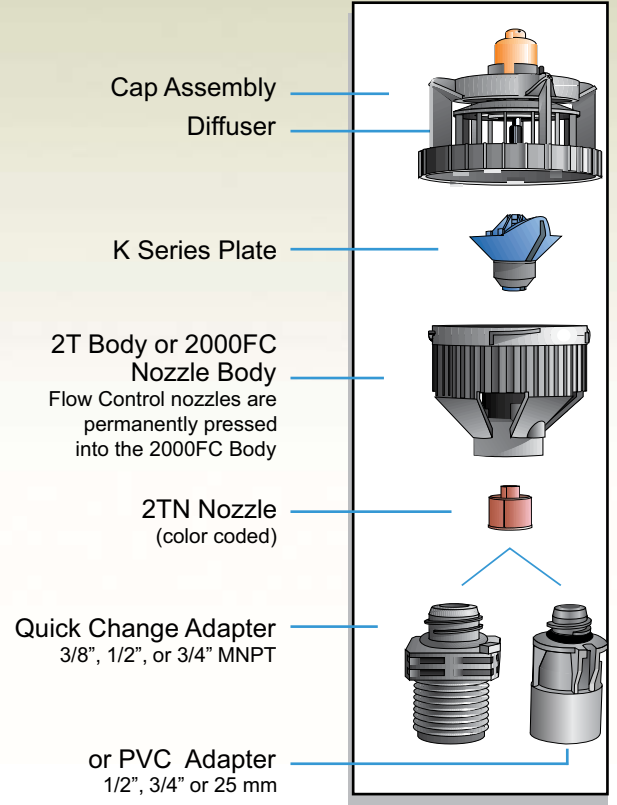 Cap Assembly
Diffuser
K Series Plate
2T Body or 2000FC
Nozzle Body
Flow Control nozzles are
permanently pressed
into the 2000FC Body
2TN Nozzle
(color coded)
Quick Change Adapter
3/8”, 1/2”, or 3/4” MNPT
or PVC Adapter
1/2”, 3/4” or 25 mm